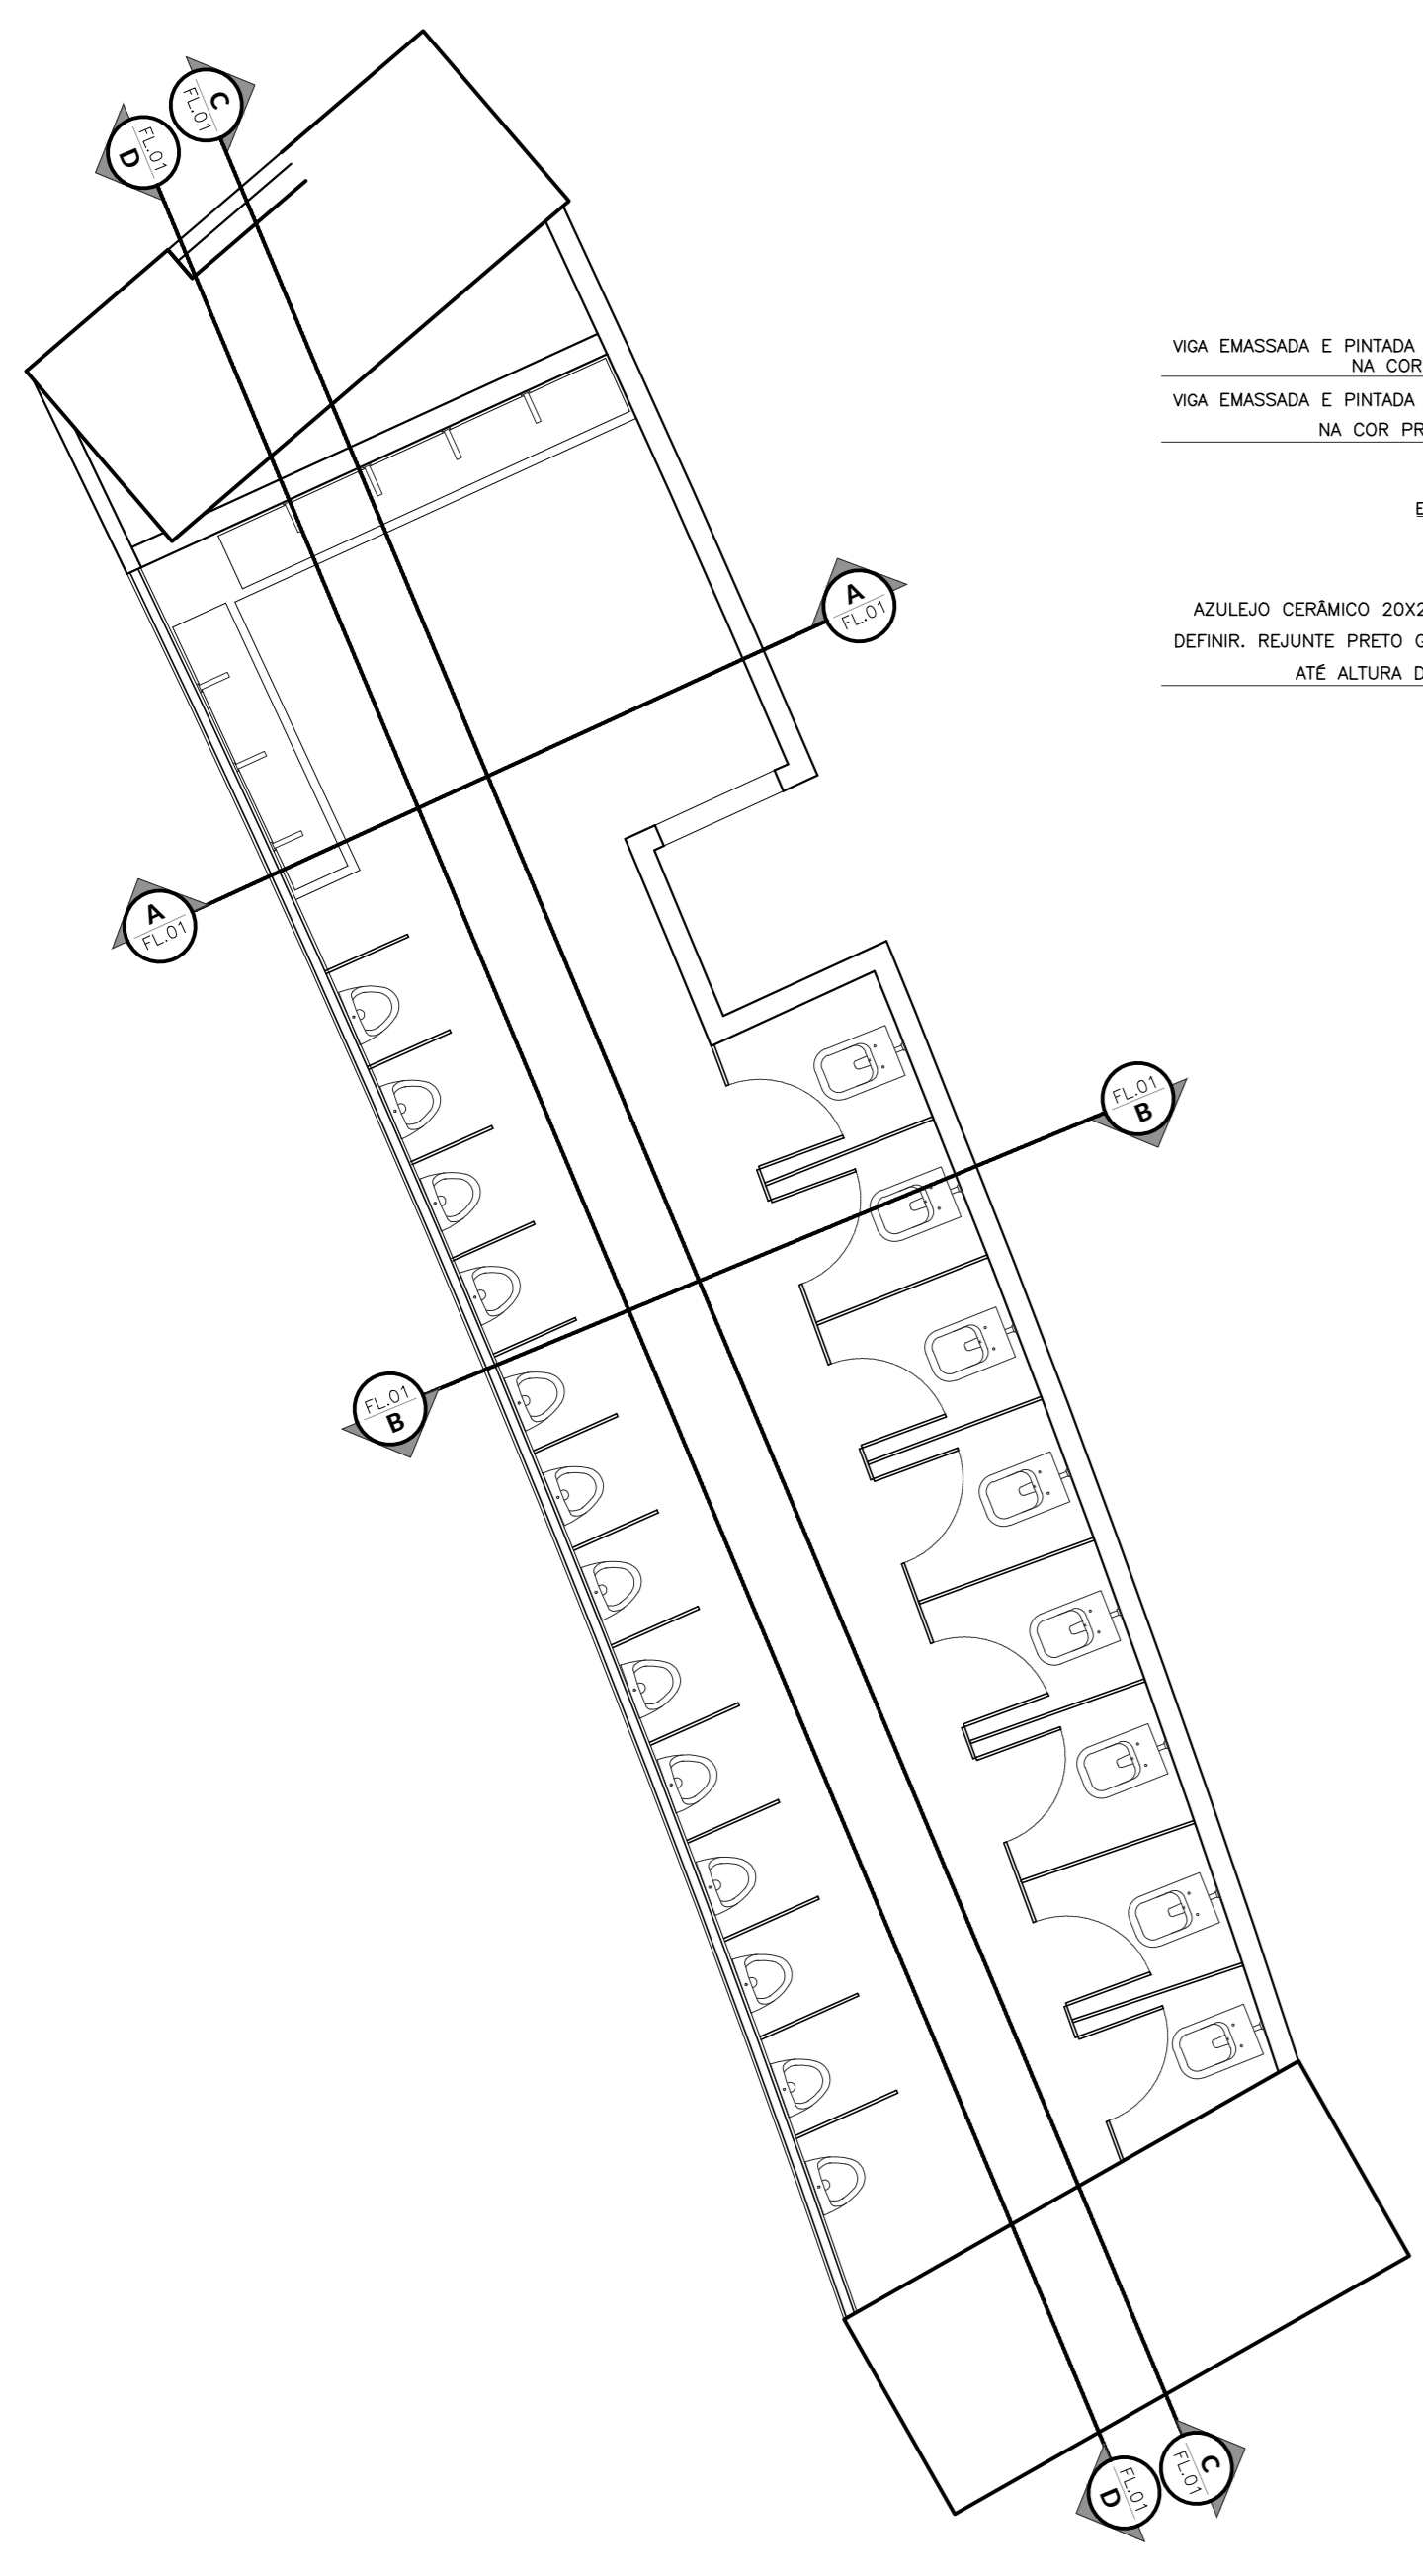 C
FL.01
FL.01
D
VIGA EMASSADA E PINTADA
NA COR
VIGA EMASSADA E PINTADA
NA COR PR
E
A
FL.01
AZULEJO CERÂMICO 20X2
DEFINIR. REJUNTE PRETO G
ATÉ ALTURA D
A
FL.01
FL.01
B
FL.01
B
C
FL.01
FL.01
D